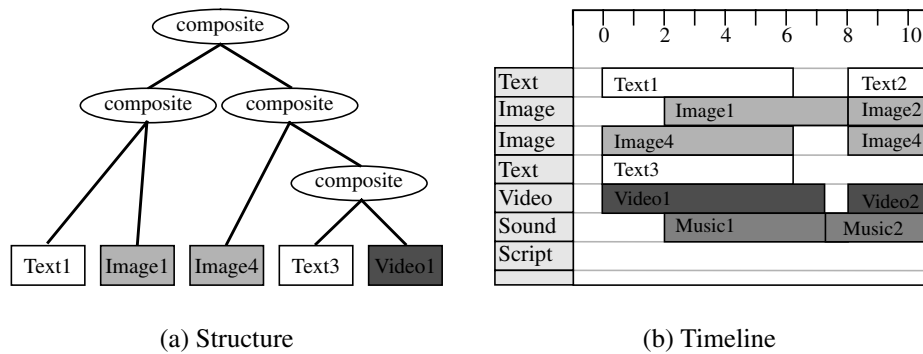 composite
composite composite
composite
Text1 Image1 Image4 Text3 Video1
(a) Structure
0 2 4 6 8 10
Text Text1 Text2
Image Image1 Image2
Image Image4 Image4
Text Text3
Video Video1 Video2
Sound Music1 Music2
Script
(b) Timeline